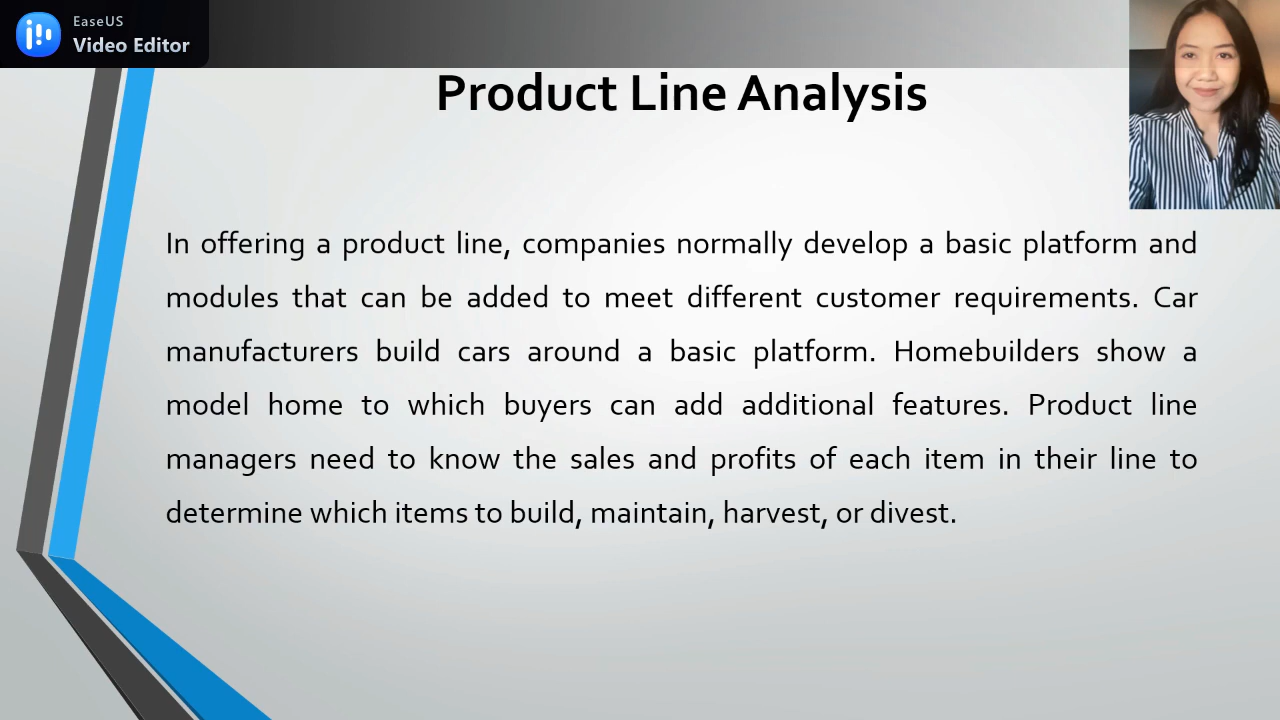 EaseUS
Video Editor
Product Line Analysis
In offering a product line, companies normally develop a basic platform and
modules that can be added to meet different customer requirements. Car
manufacturers build cars around a basic platform. Homebuilders show a
model home to which buyers can add additional features. Product line
managers need to know the sales and profits of each item in their line to
determine which items to build, maintain, harvest, or divest.